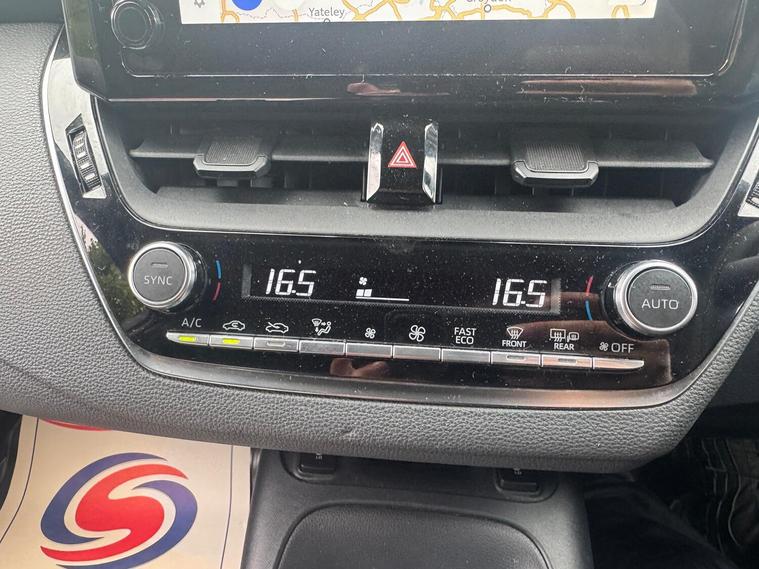 Yateley
SYNC
16.5
16.5
AUTO
A/C
FAST
ECO
FRONT
REAR
OFF